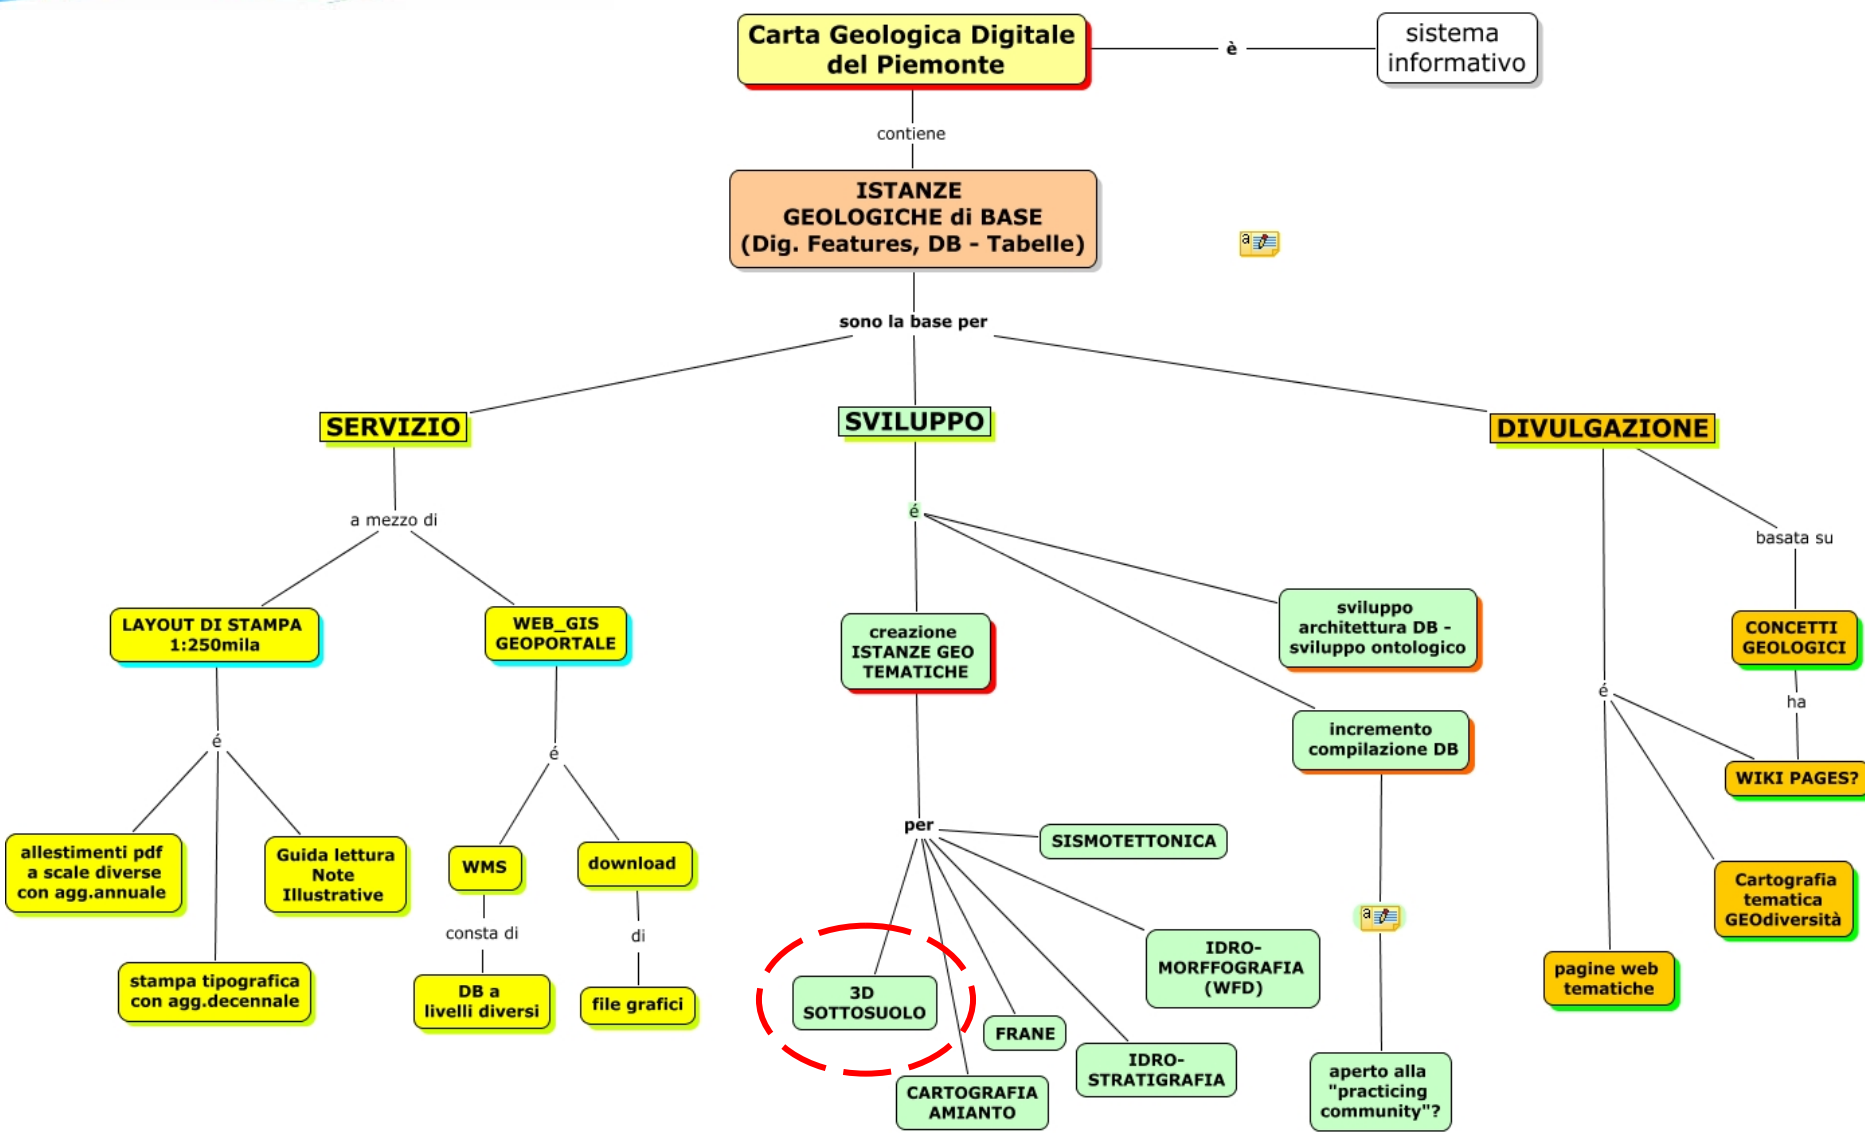 Carta Geologica Digitale
del Piemonte
è
sistema
informativo
contiene
ISTANZE
GEOLOGICHE di BASE
(Dig. Features, DB - Tabelle)
a
sono la base per
SERVIZIO
SVILUPPO
DIVULGAZIONE
a mezzo di
é
basata su
LAYOUT DI STAMPA
1:250mila
WEB_GIS
GEOPORTALE
creazione
ISTANZE GEO
TEMATICHE
sviluppo
architettura DB -
sviluppo ontologico
CONCETTI
GEOLOGICI
incremento
compilazione DB
é
ha
é
é
WIKI PAGES?
per
SISMOTETTONICA
allestimenti pdf
a scale diverse
con agg.annuale
Guida lettura
Note
Illustrative
WMS
download
Cartografia
tematica
GEOdiversità
a
consta di
di
IDRO-
MORFFOGRAFIA
(WFD)
stampa tipografica
con agg.decennale
DB a
livelli diversi
file grafici
3D
SOTTOSUOLO
pagine web
tematiche
FRANE
IDRO-
STRATIGRAFIA
CARTOGRAFIA
AMIANTO
aperto alla
"practicing
community"?